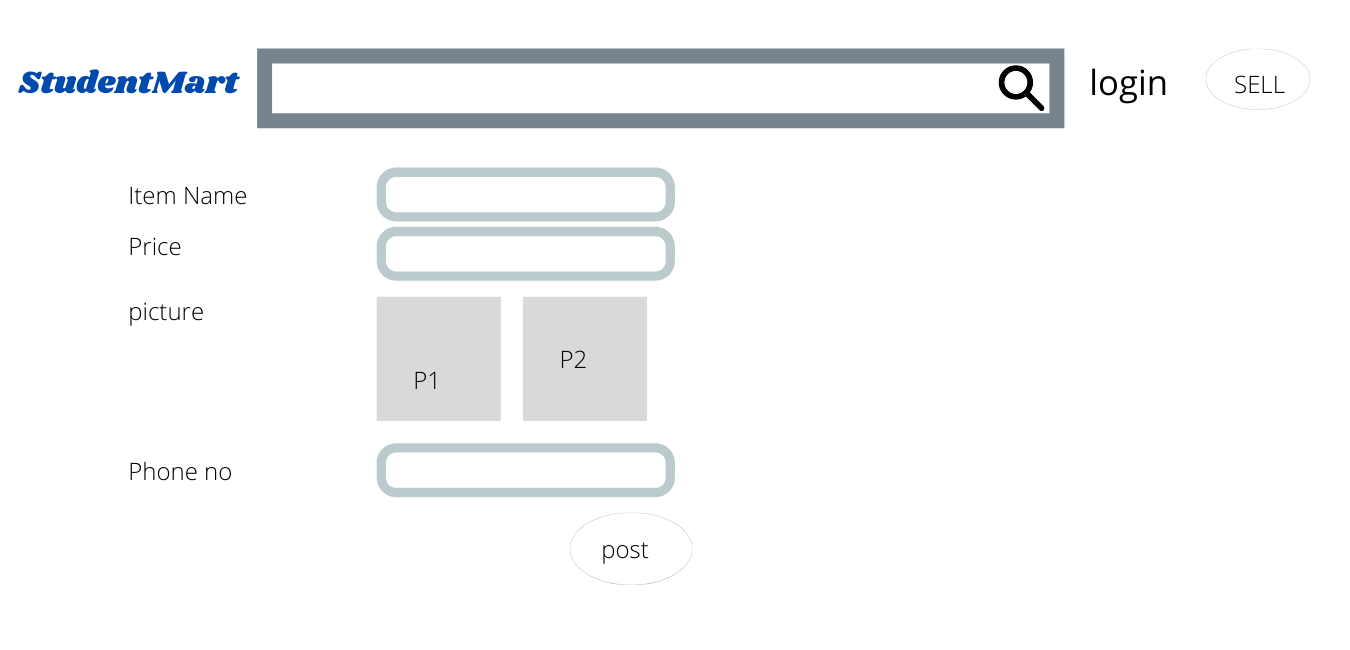 StudentMart login SELL
Item Name
Price
picture
P1 P2
Phone no
post